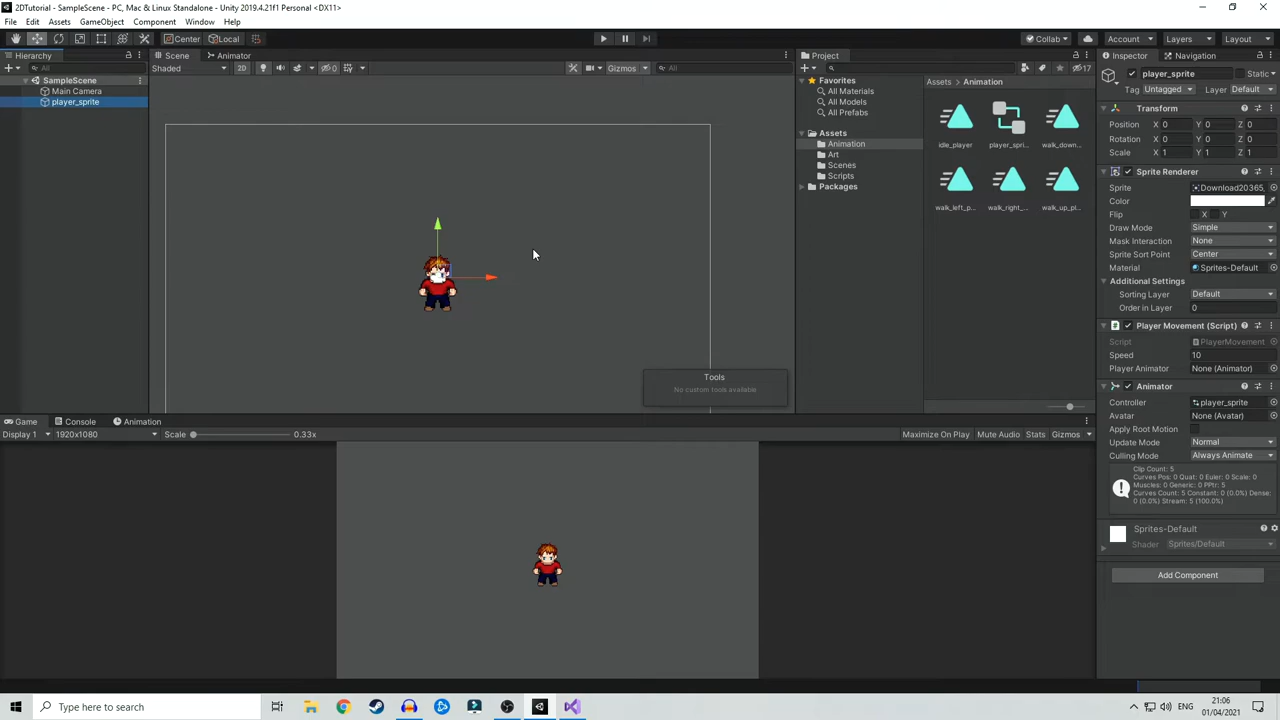 2DTutorial - SampleScene - PC, Mac & Linux Standalone - Unity 2019.4.21f1 Personal <DX11>
File Edit Assets GameObject Component Window Help
Center Local Collab Account Layers Layout
Hierarchy
All
SampleScene
Main Camera
player_sprite
Scene Animator
Shaded 2D 0 Gizmos All
Tools
No custom tools available
Project
17
Favorites
All Materials
All Models
All Prefabs
Assets
Animation
Art
Scenes
Scripts
Packages
Assets Animation
idle_player player_spri... walk_down...
walk_left_p... walk_right_... walk_up_pl...
Inspector Navigation
player_sprite Static
Tag Untagged Layer Default
Transform
Position X 0 Y 0 Z 0
Rotation X 0 Y 0 Z 0
Scale X 1 Y 1 Z 1
Sprite Renderer
Sprite Download20365_
Color
Flip X Y
Draw Mode Simple
Mask Interaction None
Sprite Sort Point Center
Material Sprites-Default
Additional Settings
Sorting Layer Default
Order in Layer 0
Player Movement (Script)
Script PlayerMovement
Speed 10
Player Animator None (Animator)
Animator
Controller player_sprite
Avatar None (Avatar)
Apply Root Motion
Update Mode Normal
Culling Mode Always Animate
Clip Count: 5
Curves Pos: 0 Quat: 0 Euler: 0 Scale: 0
Muscles: 0 Generic: 0 PPtr: 5
Curves Count: 5 Constant: 0 (0.0%) Dense:
0 (0.0%) Stream: 5 (100.0%)
Sprites-Default
Shader Sprites/Default
Add Component
Game Console Animation
Display 1 1920x1080 Scale 0.33x Maximize On Play Mute Audio Stats Gizmos
Type here to search
ENG
21:06
01/04/2021